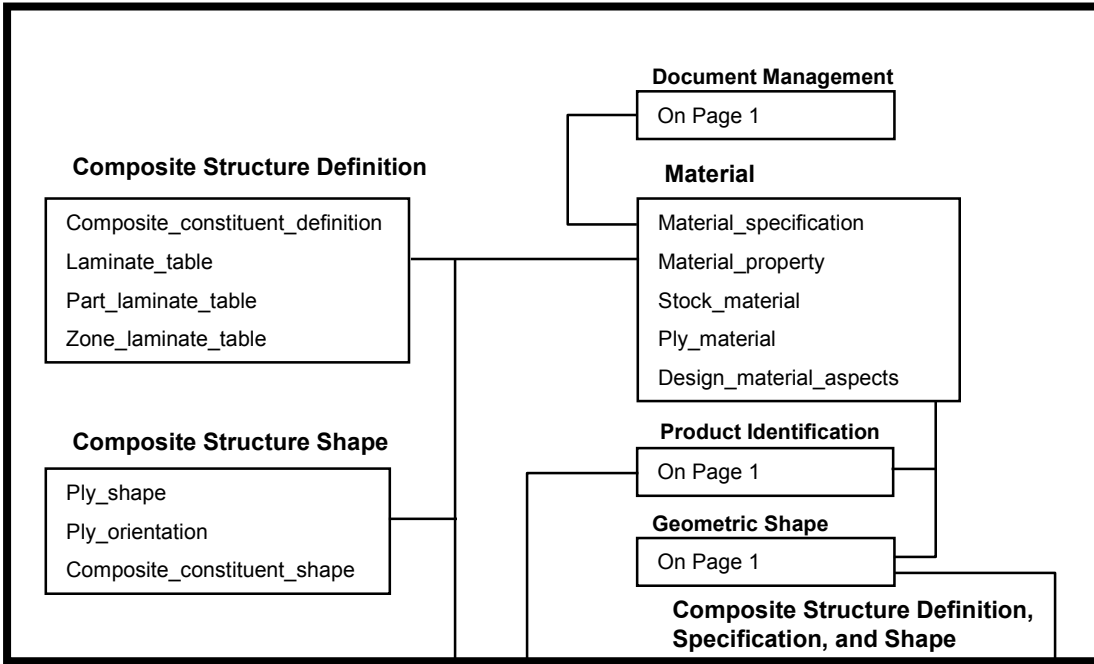 Document Management
On Page 1
Composite Structure Definition
Composite_constituent_definition
Laminate_table
Part_laminate_table
Zone_laminate_table
Material
Material_specification
Material_property
Stock_material
Ply_material
Design_material_aspects
Composite Structure Shape
Ply_shape
Ply_orientation
Composite_constituent_shape
Product Identification
On Page 1
Geometric Shape
On Page 1
Composite Structure Definition,
Specification, and Shape